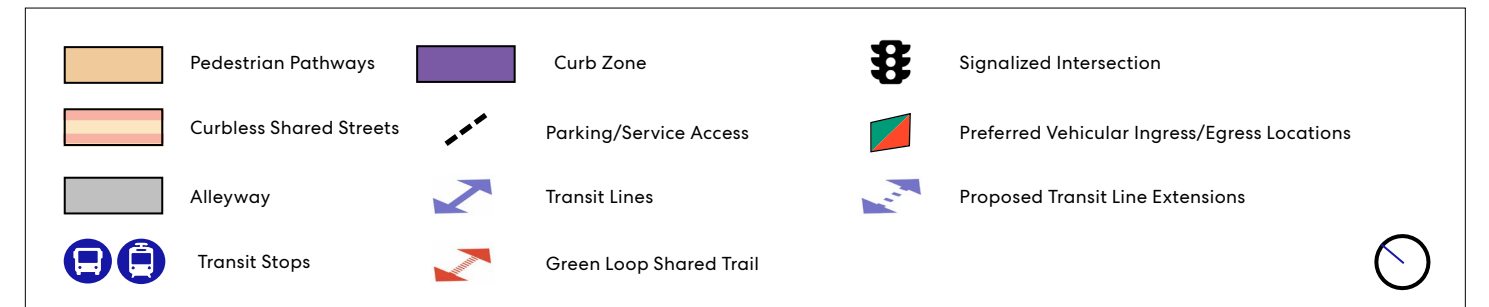 Pedestrian Pathways
Curb Zone
Signalized Intersection
Curbless Shared Streets
Parking/Service Access
Preferred Vehicular Ingress/Egress Locations
Alleyway
Transit Lines
Proposed Transit Line Extensions
Transit Stops
Green Loop Shared Trail